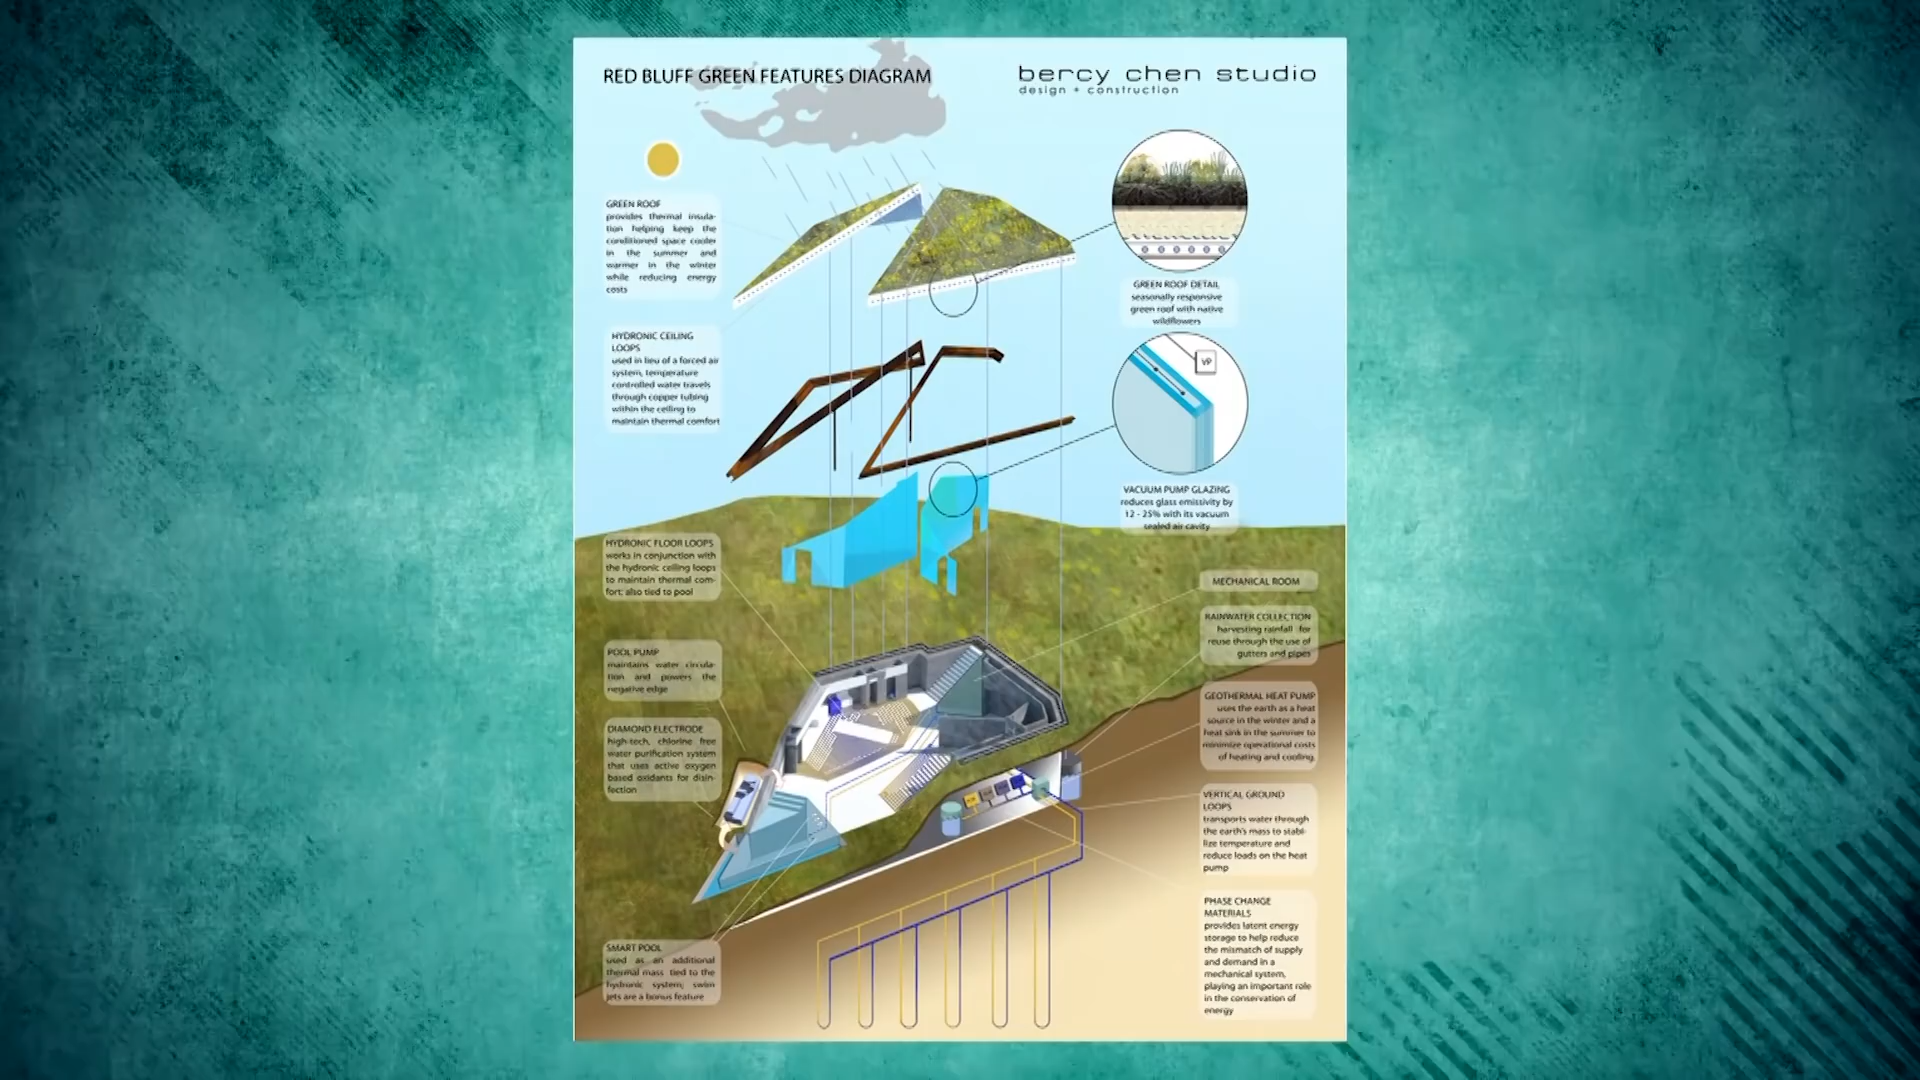 RED BLUFF GREEN FEATURES DIAGRAM
bercy chen studio
design + construction
GREEN ROOF
provides thermal insula-
tion helping keep the
conditioned space cooler
in the summer and
warmer in the winter
while reducing energy
costs
HYDRONIC CEILING
LOOPS
used in lieu of a forced air
system, temperature
controlled water travels
through copper tubing
within the ceiling to
maintain thermal comfort
GREEN ROOF DETAIL
seasonally responsive
green roof with native
wildflowers
VP
VACUUM PUMP GLAZING
reduces glass emissivity by
12 - 25% with its vacuum
sealed air cavity
HYDRONIC FLOOR LOOPS
works in conjunction with
the hydronic ceiling loops
to maintain thermal com-
fort; also tied to pool
POOL PUMP
maintains water circula-
tion and powers the
negative edge
DIAMOND ELECTRODE
high-tech, chlorine free
water purification system
that uses active oxygen
based oxidants for disin-
fection
SMART POOL
used as an additional
thermal mass tied to the
hydronic system; swim
jets are a bonus feature
MECHANICAL ROOM
RAINWATER COLLECTION
harvesting rainfall for
reuse through the use of
gutters and pipes
GEOTHERMAL HEAT PUMP
uses the earth as a heat
source in the winter and a
heat sink in the summer to
minimize operational costs
of heating and cooling.
VERTICAL GROUND
LOOPS
transports water through
the earth's mass to stabi-
lize temperature and
reduce loads on the heat
pump
PHASE CHANGE
MATERIALS
provides latent energy
storage to help reduce
the mismatch of supply
and demand in a
mechanical system,
playing an important role
in the conservation of
energy